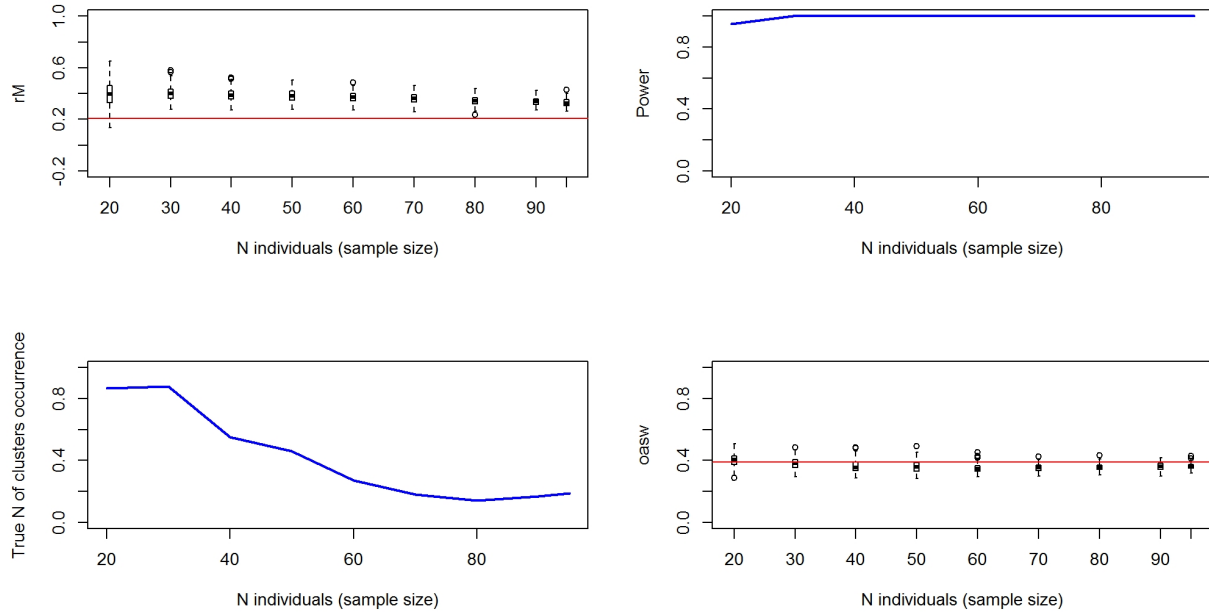 rM
1.0
0.6
0.2
-0.2
20 30 40 50 60 70 80 90
N individuals (sample size)
Power
0.8
0.4
0.0
20 40 60 80
N individuals (sample size)
True N of clusters occurrence
0.8
0.4
0.0
20 40 60 80
N individuals (sample size)
oasw
0.8
0.4
0.0
20 30 40 50 60 70 80 90
N individuals (sample size)